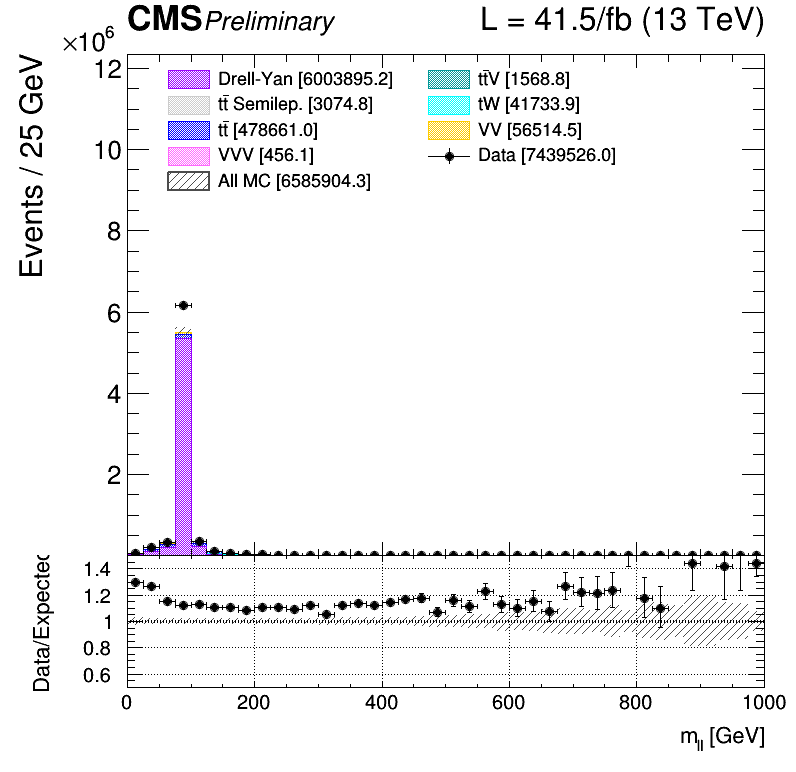 CMS Preliminary L = 41.5/fb (13 TeV)
×10⁶
Events / 25 GeV
12
10
8
6
4
2
Drell-Yan [6003895.2]
tt̄ Semilep. [3074.8]
tt̄ [478661.0]
VVV [456.1]
All MC [6585904.3]
tt̄V [1568.8]
tW [41733.9]
VV [56514.5]
Data [7439526.0]
Data/Expected
1.4
1.2
1
0.8
0.6
0 200 400 600 800 1000
m_ll [GeV]